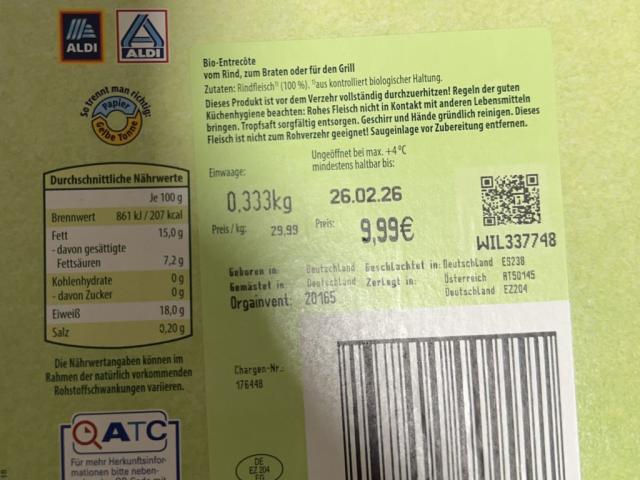 ALDI
ALDI
So trennt man richtig:
Papier
Gelbe Tonne
Durchschnittliche Nährwerte
Je 100 g
Brennwert 861 kJ / 207 kcal
Fett 15,0 g
- davon gesättigte
Fettsäuren 7,2 g
Kohlenhydrate 0 g
- davon Zucker 0 g
Eiweiß 18,0 g
Salz 0,20 g
Die Nährwertangaben können im
Rahmen der natürlich vorkommenden
Rohstoffschwankungen variieren.
ATC
Für mehr Herkunftsinfor-
mationen bitte neben-
Bio-Entrecôte
vom Rind, zum Braten oder für den Grill
Zutaten: Rindfleisch¹⁾ (100 %). ¹⁾aus kontrolliert biologischer Haltung.
Dieses Produkt ist vor dem Verzehr vollständig durchzuerhitzen! Regeln der guten
Küchenhygiene beachten: Rohes Fleisch nicht in Kontakt mit anderen Lebensmitteln
bringen. Tropfsaft sorgfältig entsorgen. Geschirr und Hände gründlich reinigen. Dieses
Fleisch ist nicht zum Rohverzehr geeignet! Saugeinlage vor Zubereitung entfernen.
Ungeöffnet bei max. +4 °C
mindestens haltbar bis:
Einwaage:
0,333kg 26.02.26
Preis / kg: 29.99 Preis: 9,99€
WIL337748
Geboren in: Deutschland Geschlachtet in: Deutschland ES238
Gemästet in: Deutschland Zerlegt in: Österreich AT50145
Orgainvent: 20165 Deutschland EZ204
Chargen-Nr.:
176448
DE
EZ 204
EG